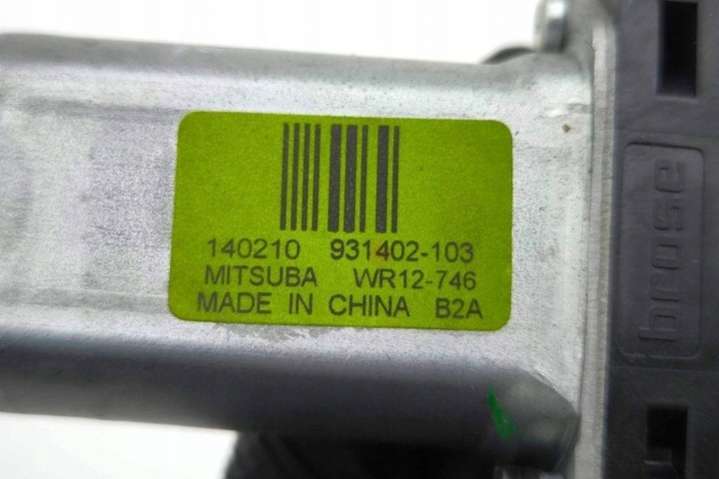 140210 931402-103
MITSUBA WR12-746
MADE IN CHINA B2A
brose